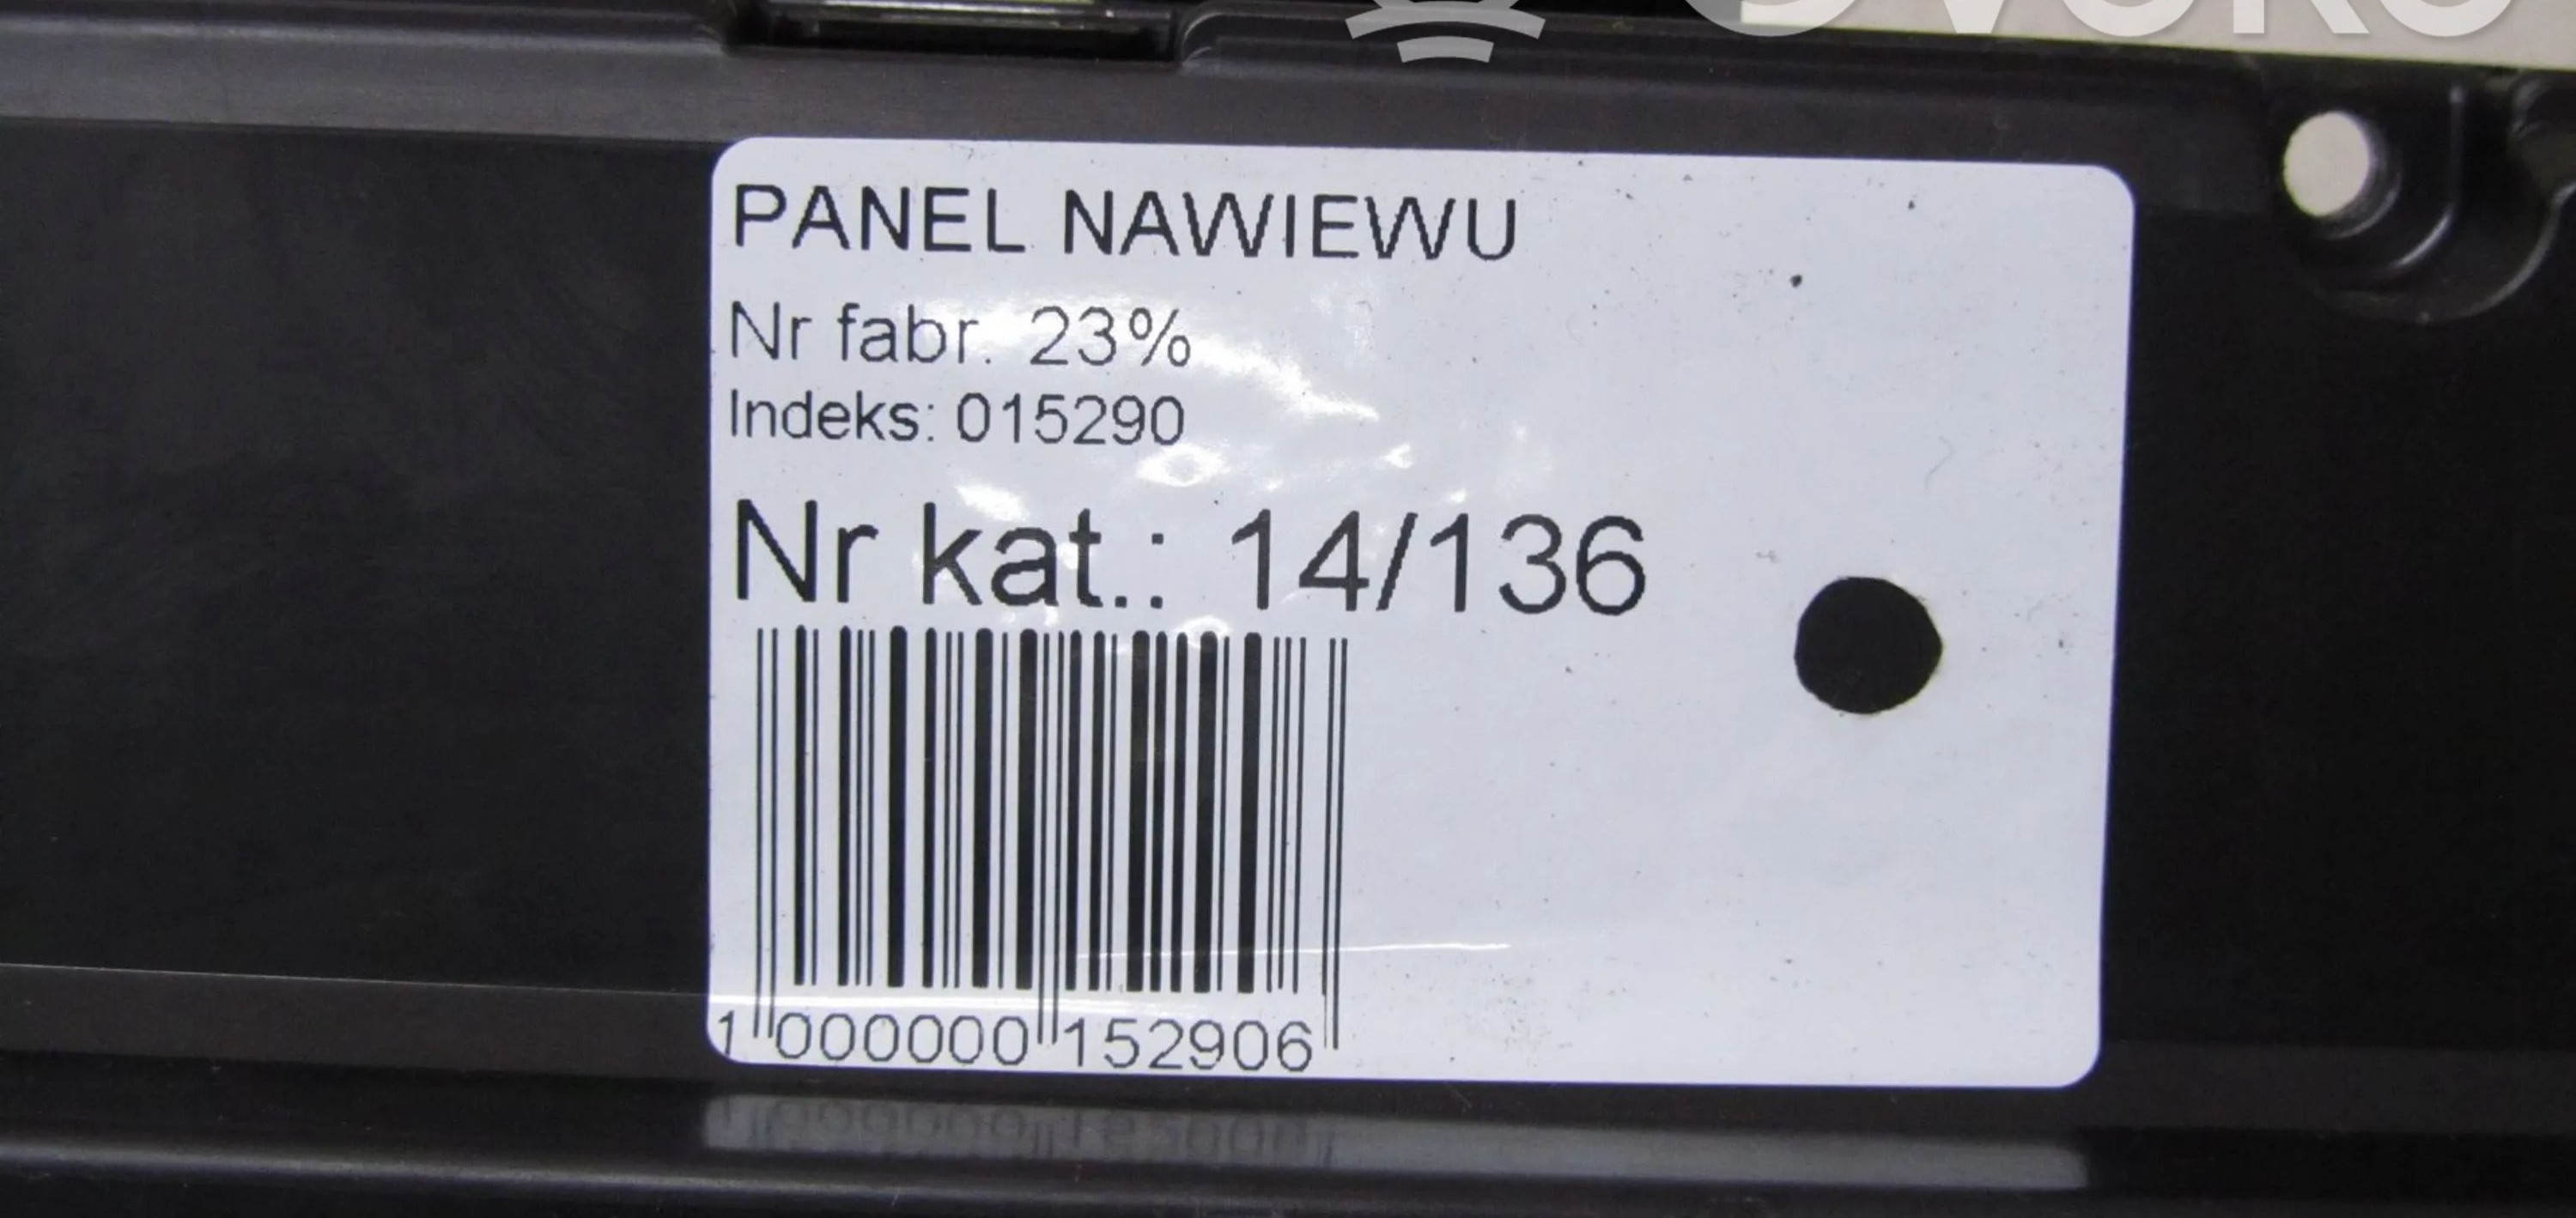 PANEL NAWIEWU
Nr fabr. 23%
Indeks: 015290
Nr kat.: 14/136
1 000000 152906